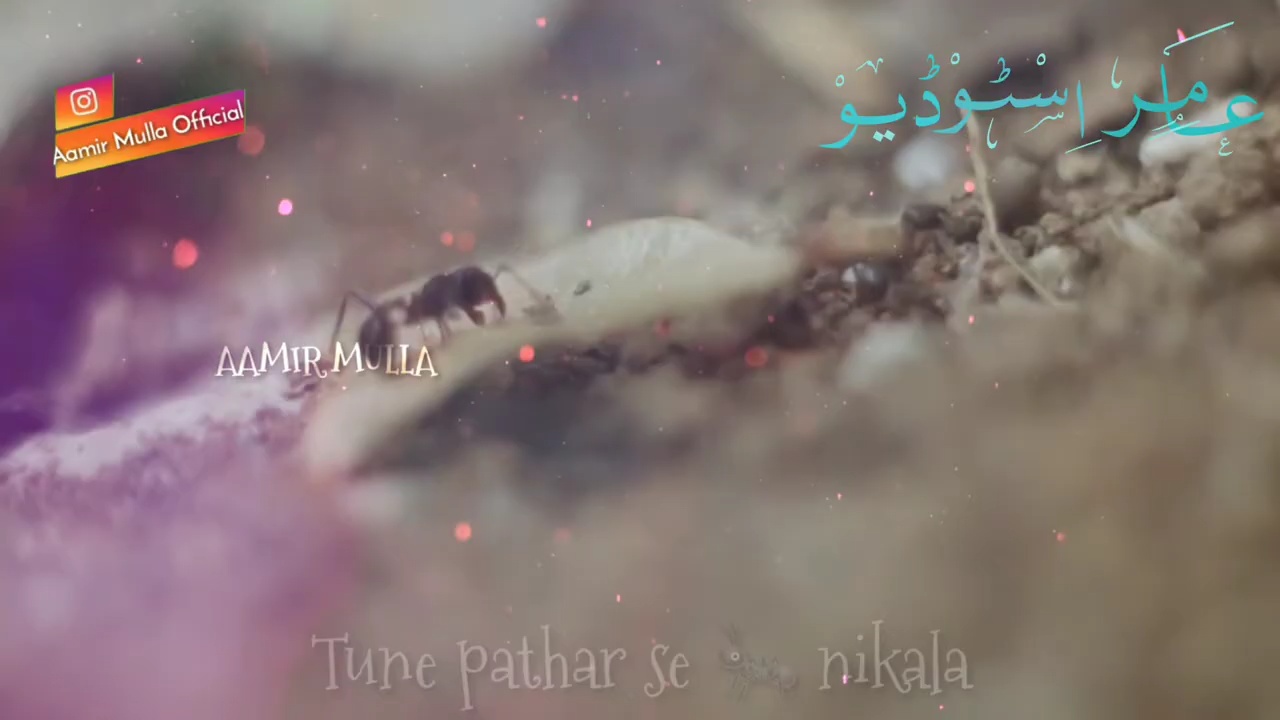 عامر اسٹوڈیو
Aamir Mulla Official
AAMIR MULLA
Tune pathar se 🐜 nikala